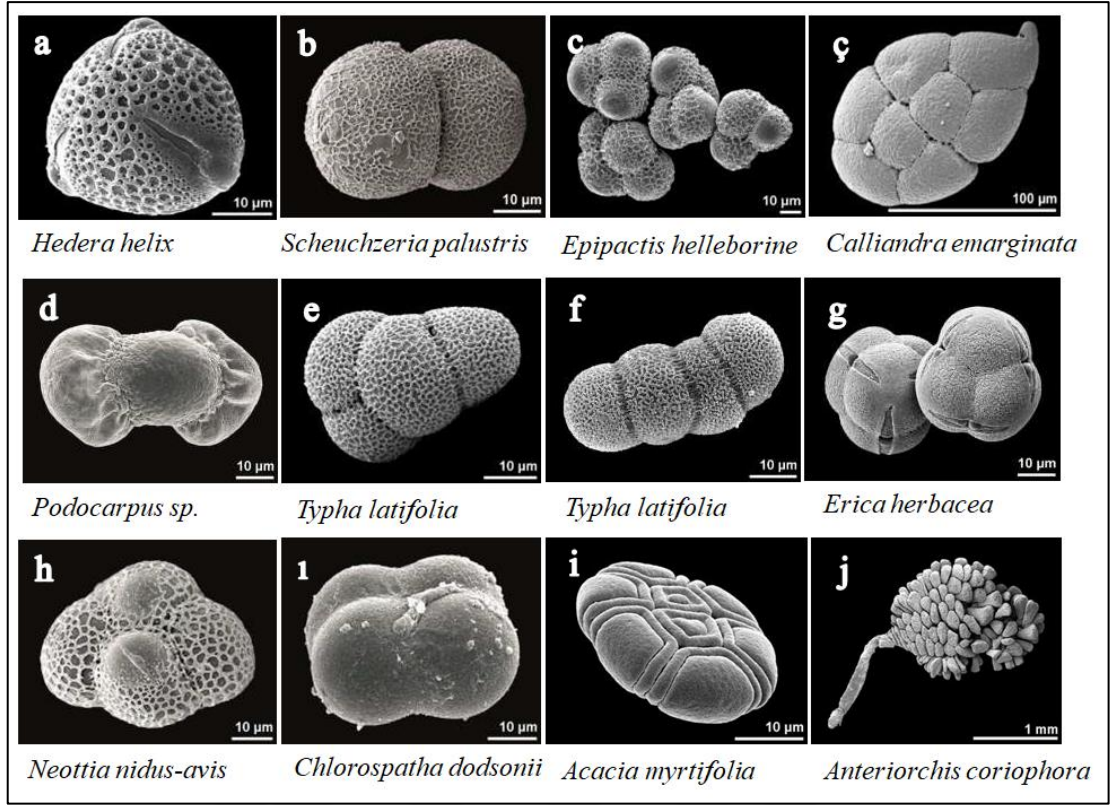 a b c ç
10 µm 10 µm 10 µm 100 µm
Hedera helix Scheuchzeria palustris Epipactis helleborine Calliandra emarginata
d e f g
10 µm 10 µm 10 µm 10 µm
Podocarpus sp. Typha latifolia Typha latifolia Erica herbacea
h ı i j
10 µm 10 µm 10 µm 1 mm
Neottia nidus-avis Chlorospatha dodsonii Acacia myrtifolia Anteriorchis coriophora